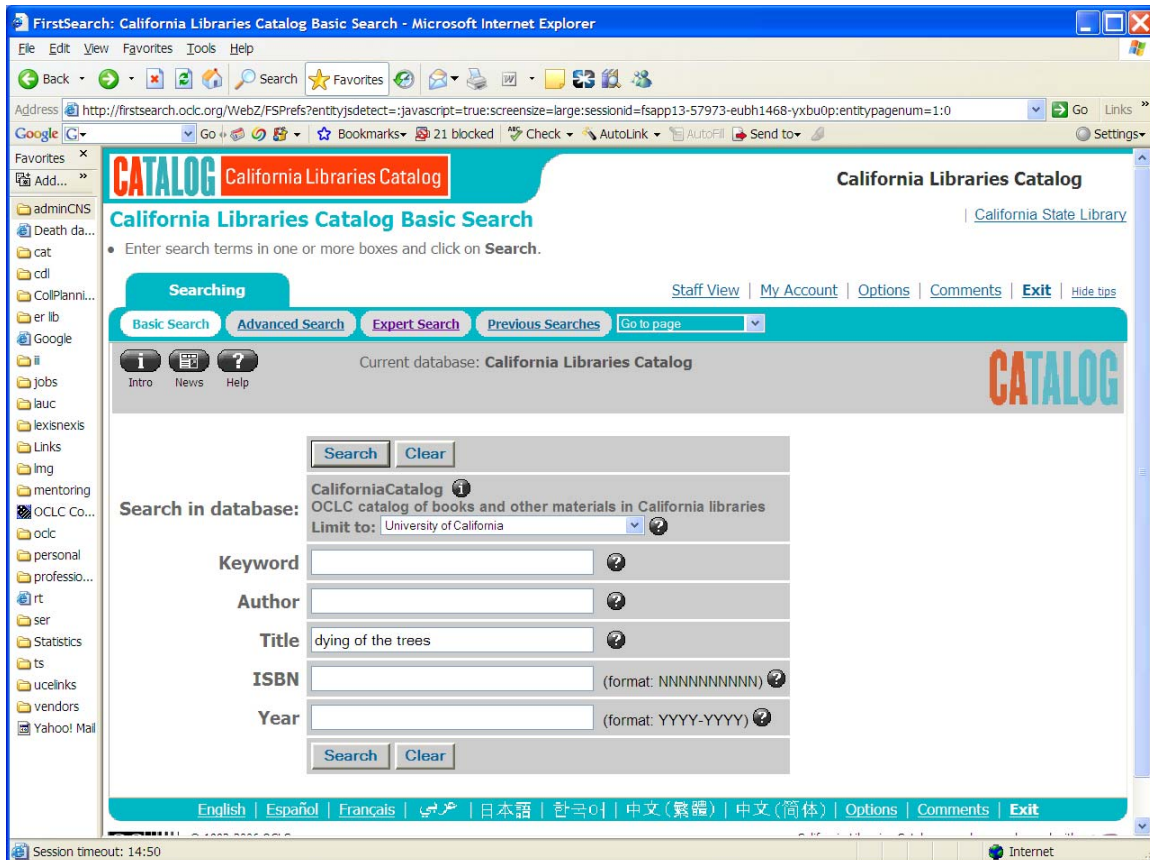 FirstSearch: California Libraries Catalog Basic Search - Microsoft Internet Explorer
File Edit View Favorites Tools Help
Back Search Favorites
Address http://firstsearch.oclc.org/WebZ/FSPrefs?entityjsdetect=:javascript=true:screensize=large:sessionid=fsapp13-57973-eubh1468-yxbu0p:entitypagenum=1:0 Go Links »
Google G Go Bookmarks 21 blocked ABC Check AutoLink AutoFill Send to Settings
Favorites ×
Add... »
adminCNS
Death da...
cat
cdl
CollPlanni...
er lib
Google
ii
jobs
lauc
lexisnexis
Links
lmg
mentoring
OCLC Co...
oclc
personal
professio...
rt
ser
Statistics
ts
ucelinks
vendors
Yahoo! Mail
CATALOG California Libraries Catalog
California Libraries Catalog
California Libraries Catalog Basic Search
| California State Library
• Enter search terms in one or more boxes and click on Search.
Searching
Staff View | My Account | Options | Comments | Exit | Hide tips
Basic Search Advanced Search Expert Search Previous Searches Go to page
i ?
Intro News Help
Current database: California Libraries Catalog
CATALOG
Search Clear
Search in database:
CaliforniaCatalog
OCLC catalog of books and other materials in California libraries
Limit to: University of California ?
Keyword ?
Author ?
Title dying of the trees ?
ISBN (format: NNNNNNNNNN) ?
Year (format: YYYY-YYYY) ?
Search Clear
English | Español | Français | عربي | 日本語 | 한국어 | 中文(繁體) | 中文(简体) | Options | Comments | Exit
Session timeout: 14:50
Internet